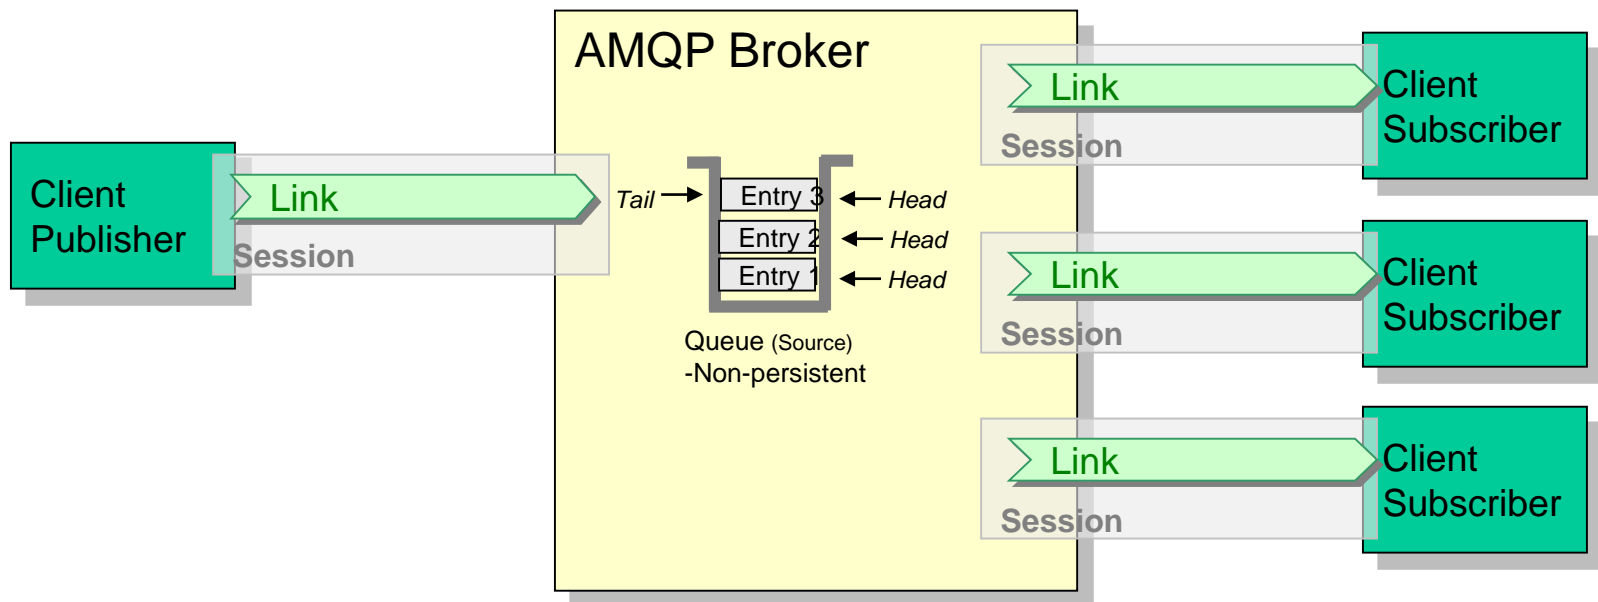 AMQP Broker
Client
Publisher
Link
Session
Tail
Entry 3
Head
Entry 2
Head
Entry 1
Head
Queue (Source)
-Non-persistent
Link
Session
Client
Subscriber
Link
Session
Client
Subscriber
Link
Session
Client
Subscriber